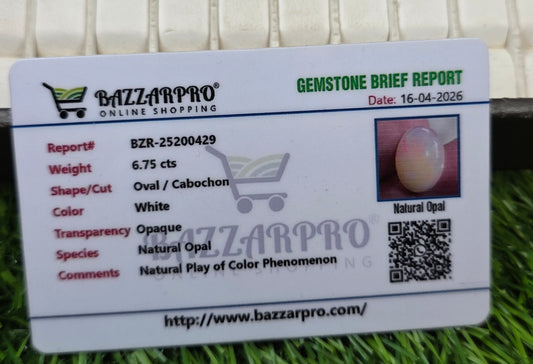 BAZZARPRO®
ONLINE SHOPPING
GEMSTONE BRIEF REPORT
Date: 16-04-2026
Report# BZR-25200429
Weight 6.75 cts
Shape/Cut Oval / Cabochon
Color White
Transparency Opaque
Species Natural Opal
Comments Natural Play of Color Phenomenon
Natural Opal
BAZZARPRO®
ONLINE SHOPPING
http://www.bazzarpro.com/